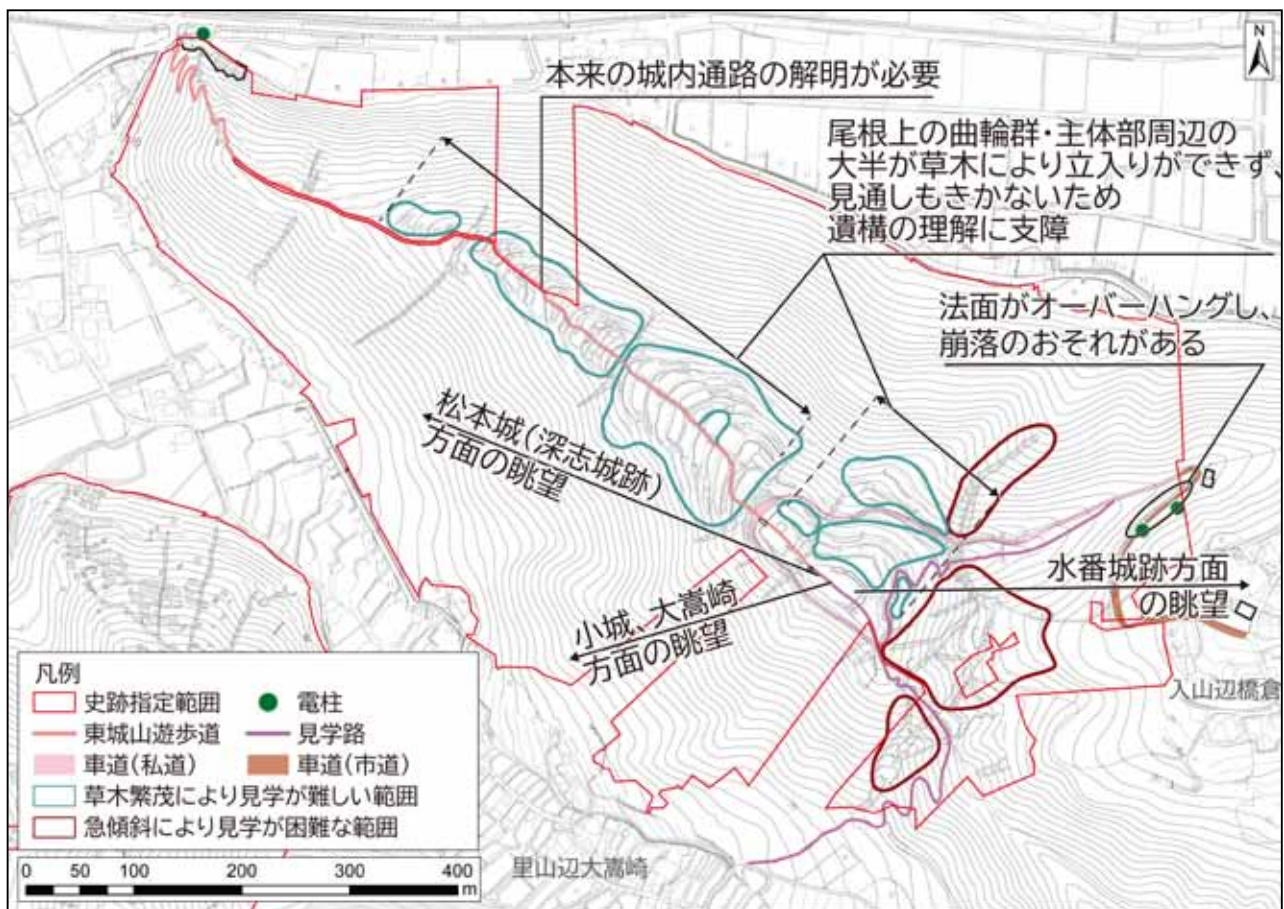 N
本来の城内通路の解明が必要
尾根上の曲輪群・主体部周辺の
大半が草木により立入りができず、
見通しもきかないため
遺構の理解に支障
法面がオーバーハングし、
崩落のおそれがある
松本城(深志城跡)
方面の眺望
小城、大嵩崎
方面の眺望
水番城跡方面
の眺望
入山辺橋倉
里山辺大嵩崎
凡例
史跡指定範囲
電柱
東城山遊歩道
見学路
車道(私道)
車道(市道)
草木繁茂により見学が難しい範囲
急傾斜により見学が困難な範囲
0 50 100 200 300 400
m